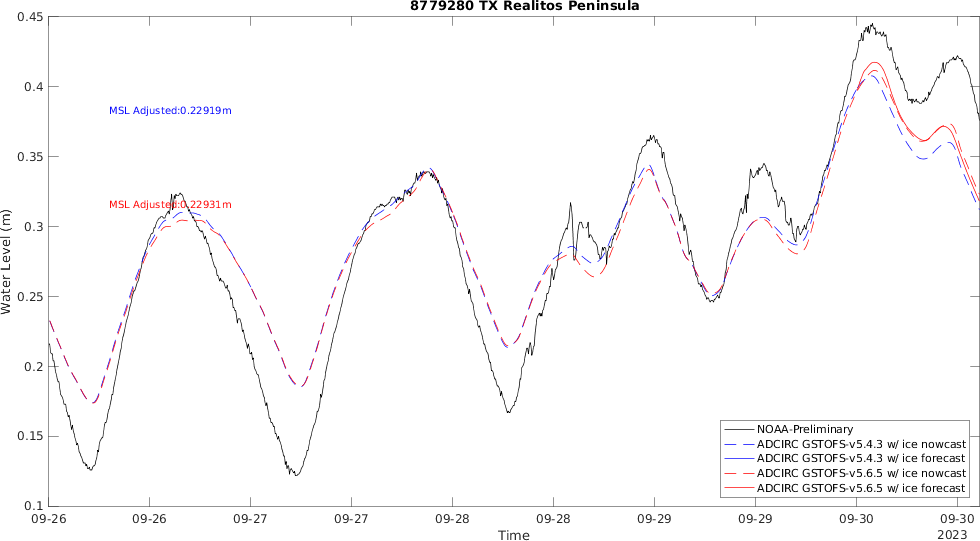 8779280 TX Realitos Peninsula
0.45
0.4
0.35
0.3
0.25
0.2
0.15
0.1
Water Level (m)
MSL Adjusted:0.22919m
MSL Adjusted:0.22931m
NOAA-Preliminary
ADCIRC GSTOFS-v5.4.3 w/ ice nowcast
ADCIRC GSTOFS-v5.4.3 w/ ice forecast
ADCIRC GSTOFS-v5.6.5 w/ ice nowcast
ADCIRC GSTOFS-v5.6.5 w/ ice forecast
09-26 09-26 09-27 09-27 09-28 09-28 09-29 09-29 09-30 09-30
2023
Time